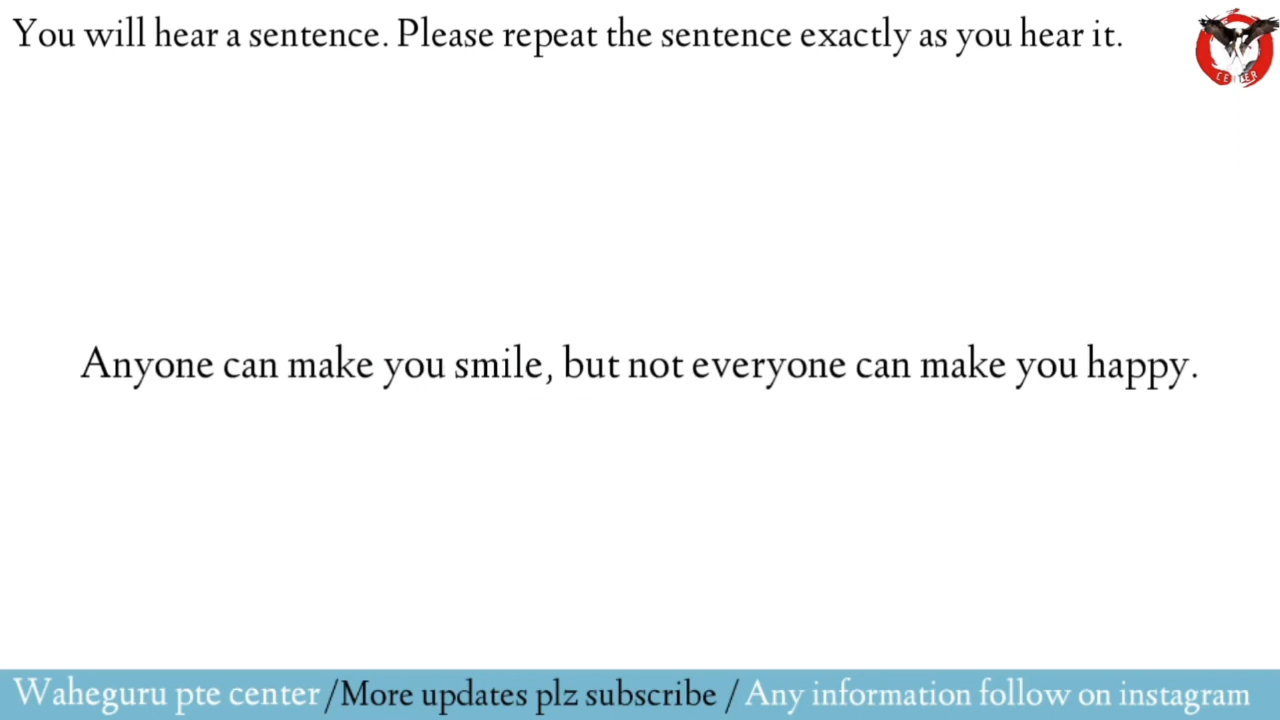 You will hear a sentence. Please repeat the sentence exactly as you hear it.
CENTER
Anyone can make you smile, but not everyone can make you happy.
Waheguru pte center /More updates plz subscribe / Any information follow on instagram